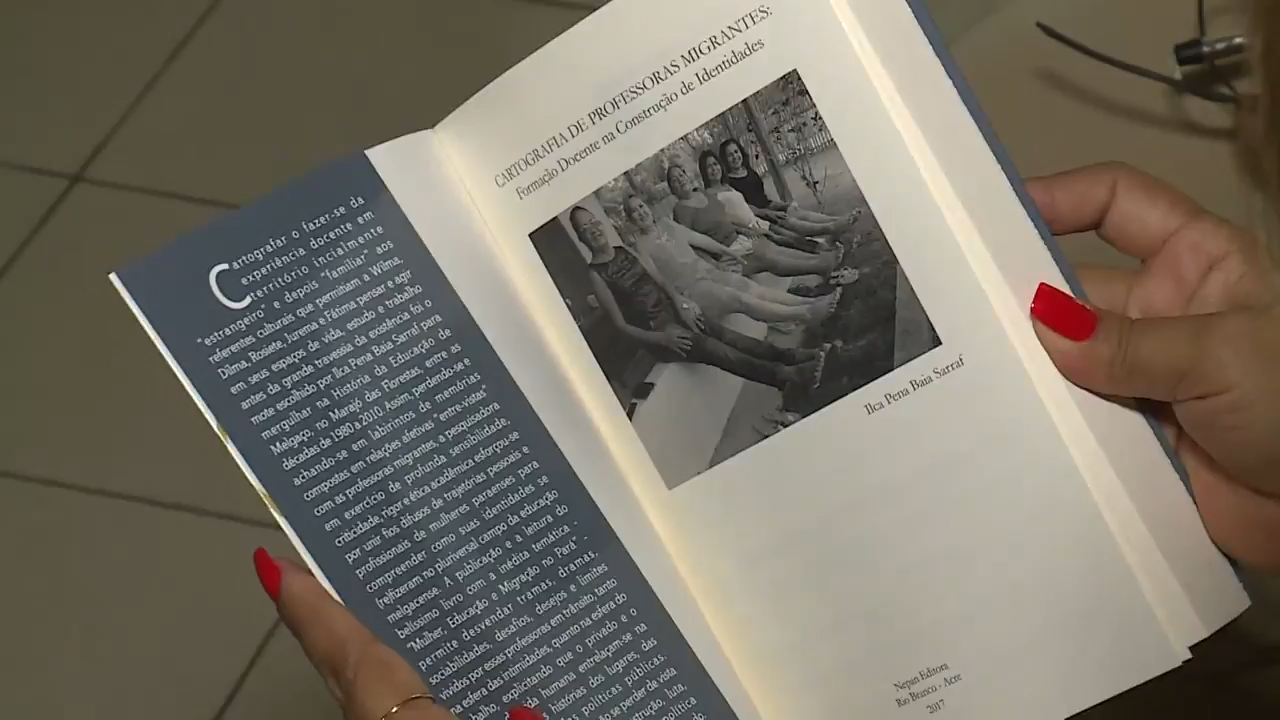 Cartografar o fazer-se da
experiência docente em
território incialmente
"estrangeiro" e depois "familiar" aos
referentes culturais que permitiam a Wilma,
Dilma, Rosiete, Jurema e Fátima pensar e agir
em seus espaços de vida, estudo e trabalho
antes da grande travessia da existência foi o
mote escolhido por Ilca Pena Baia Sarraf para
mergulhar na História da Educação de
Melgaço, no Marajó das Florestas, entre as
décadas de 1980 a 2010. Assim, perdendo-se e
achando-se em labirintos de memórias
compostas em relações afetivas "entre-vistas"
com as professoras migrantes, a pesquisadora
em exercício de profunda sensibilidade,
criticidade, rigor e ética acadêmica esforçou-se
por unir fios difusos de trajetórias pessoais e
profissionais de mulheres paraenses para
compreender como suas identidades se
(re)fizeram no pluriversal campo da educação
melgacense. A publicação e a leitura do
belíssimo livro com a inédita temática -
"Mulher, Educação e Migração no Pará" -
permite desvendar tramas, dramas,
sociabilidades, desafios, desejos e limites
vividos por essas professoras em trânsito, tanto
na esfera das intimidades, quanto na esfera do
explicitando que o privado e o
humana entrelaçam-se na
histórias dos lugares, das
políticas públicas,
se perder de vista
luta,
política
CARTOGRAFIA DE PROFESSORAS MIGRANTES:
Formação Docente na Construção de Identidades
Ilca Pena Baia Sarraf
Nepan Editora
Rio Branco - Acre
2017